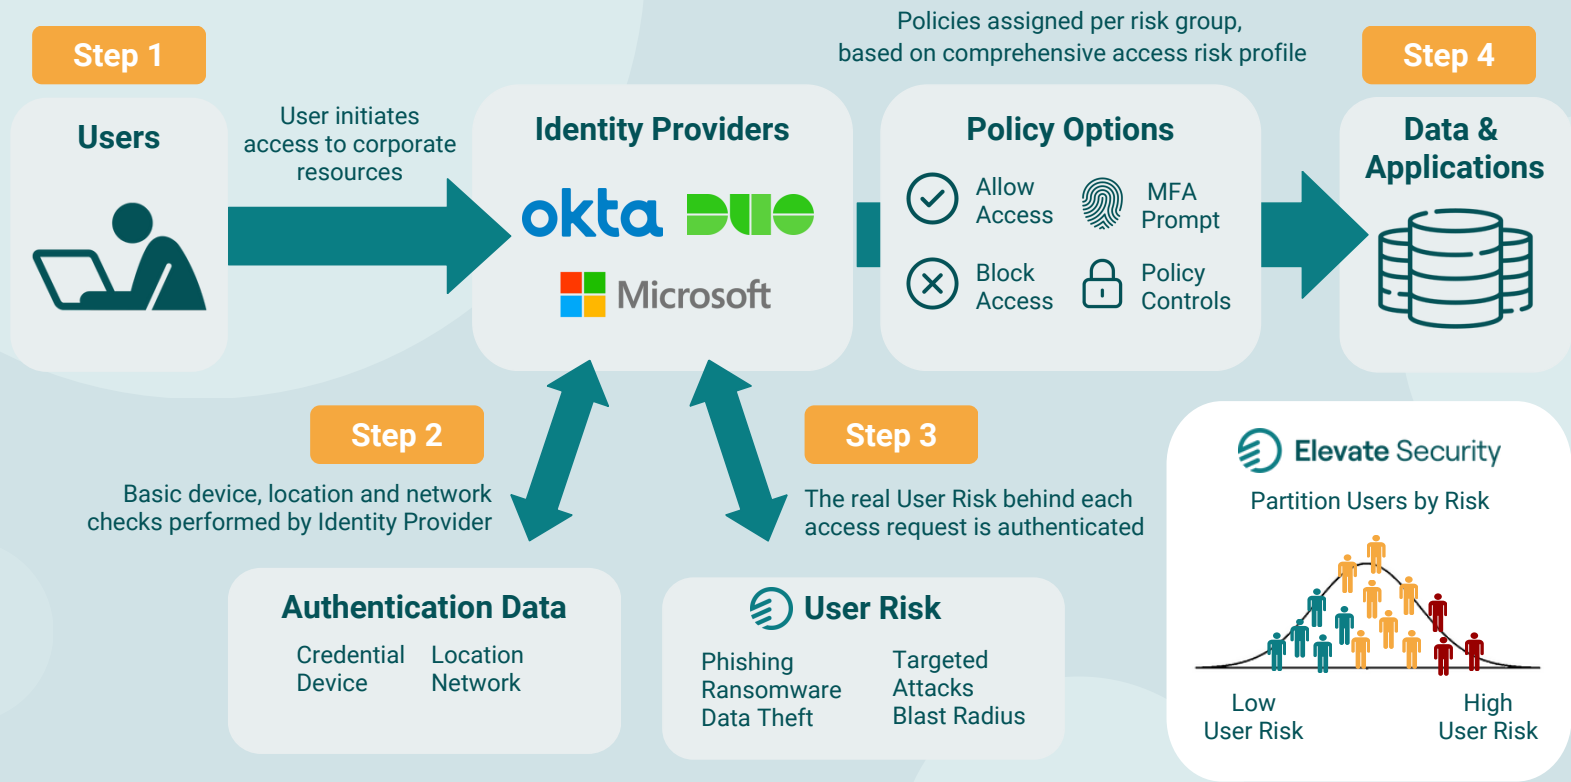 Policies assigned per risk group,
based on comprehensive access risk profile
Step 1
Users
User initiates
access to corporate
resources
Identity Providers
okta
DUO
Microsoft
Policy Options
Allow
Access
MFA
Prompt
Block
Access
Policy
Controls
Step 4
Data &
Applications
Step 2
Basic device, location and network
checks performed by Identity Provider
Step 3
The real User Risk behind each
access request is authenticated
Authentication Data
Credential
Device
Location
Network
User Risk
Phishing
Ransomware
Data Theft
Targeted
Attacks
Blast Radius
Elevate Security
Partition Users by Risk
Low
User Risk
High
User Risk